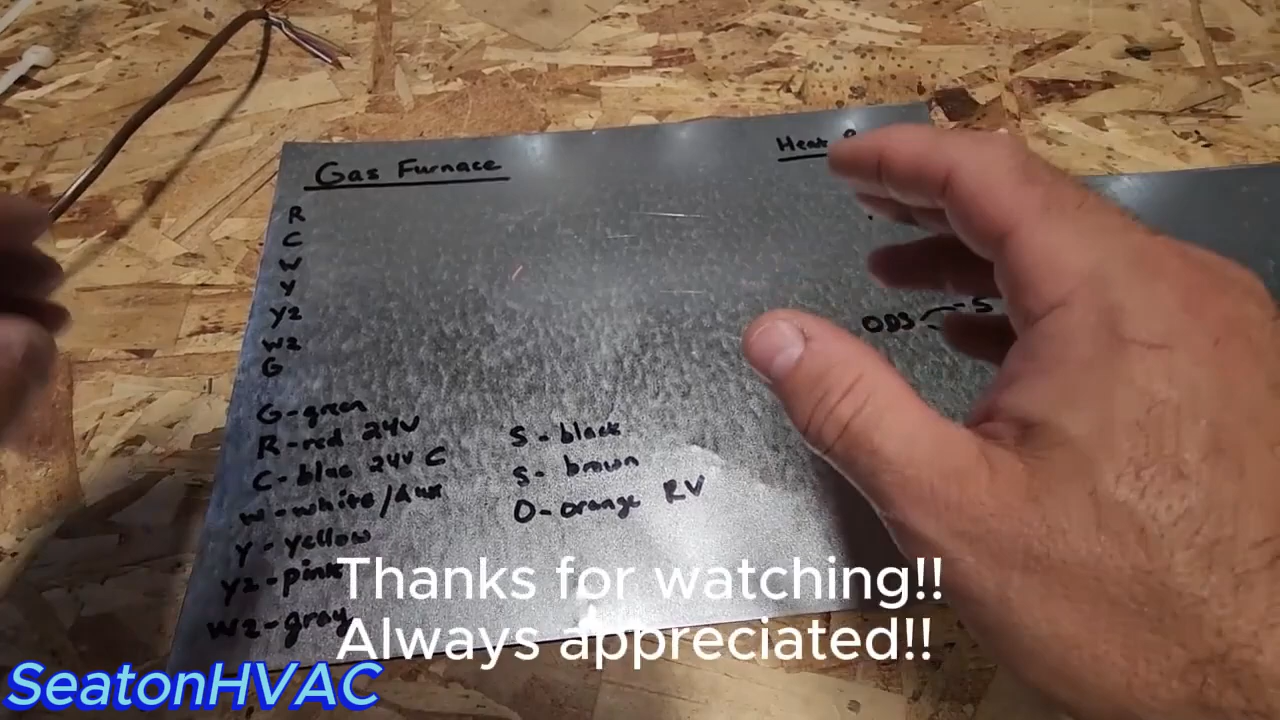 Gas Furnace
Heat
R
C
W
Y
Y2
W2
G
ODS - S
G-green
R-red 24V
C-blue 24V C
W-white/Aux
Y-yellow
Y2-pink
W2-gray
S-black
S-brown
O-orange RV
Thanks for watching!!
Always appreciated!!
SeatonHVAC